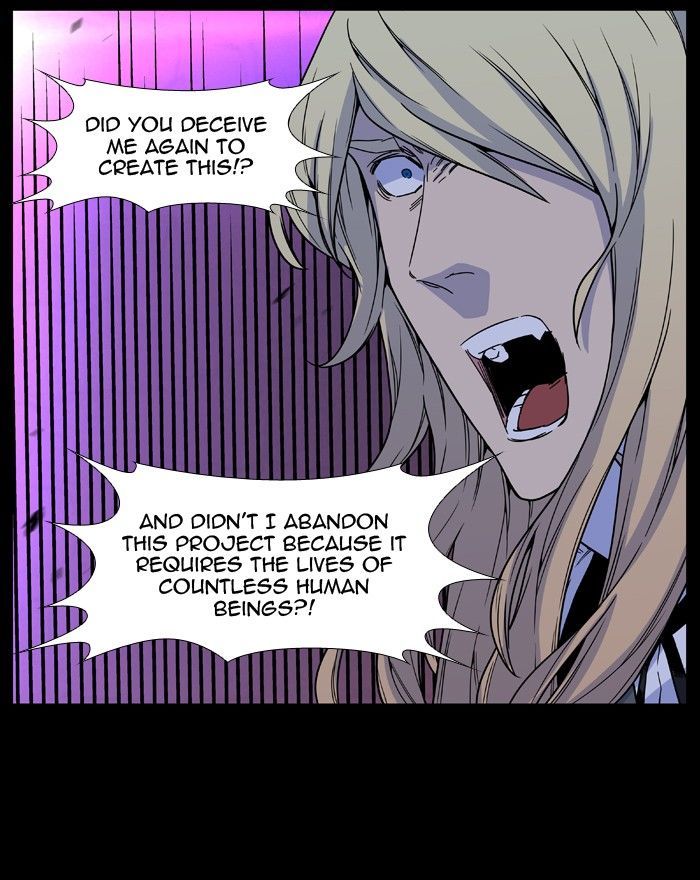 DID YOU DECEIVE
ME AGAIN TO
CREATE THIS!?
AND DIDN'T I ABANDON
THIS PROJECT BECAUSE IT
REQUIRES THE LIVES OF
COUNTLESS HUMAN
BEINGS?!